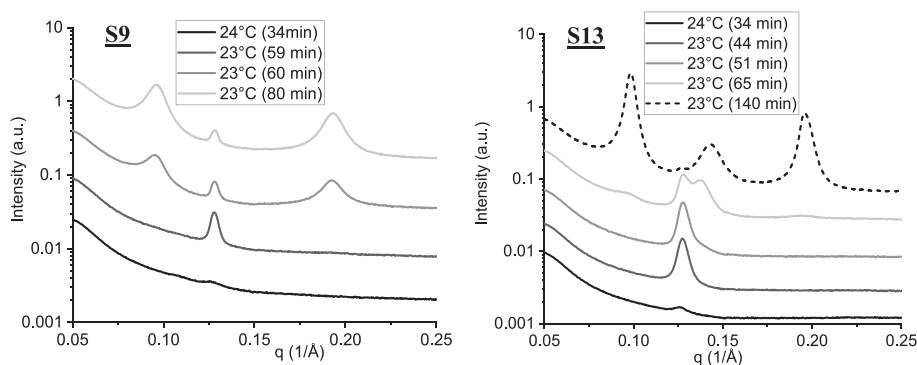 S9
24°C (34min)
23°C (59 min)
23°C (60 min)
23°C (80 min)
10
1
0.1
0.01
0.001
Intensity (a.u.)
0.05 0.10 0.15 0.20 0.25
q (1/Å)
S13
24°C (34 min)
23°C (44 min)
23°C (51 min)
23°C (65 min)
23°C (140 min)
10
1
0.1
0.01
0.001
Intensity (a.u.)
0.05 0.10 0.15 0.20 0.25
q (1/Å)